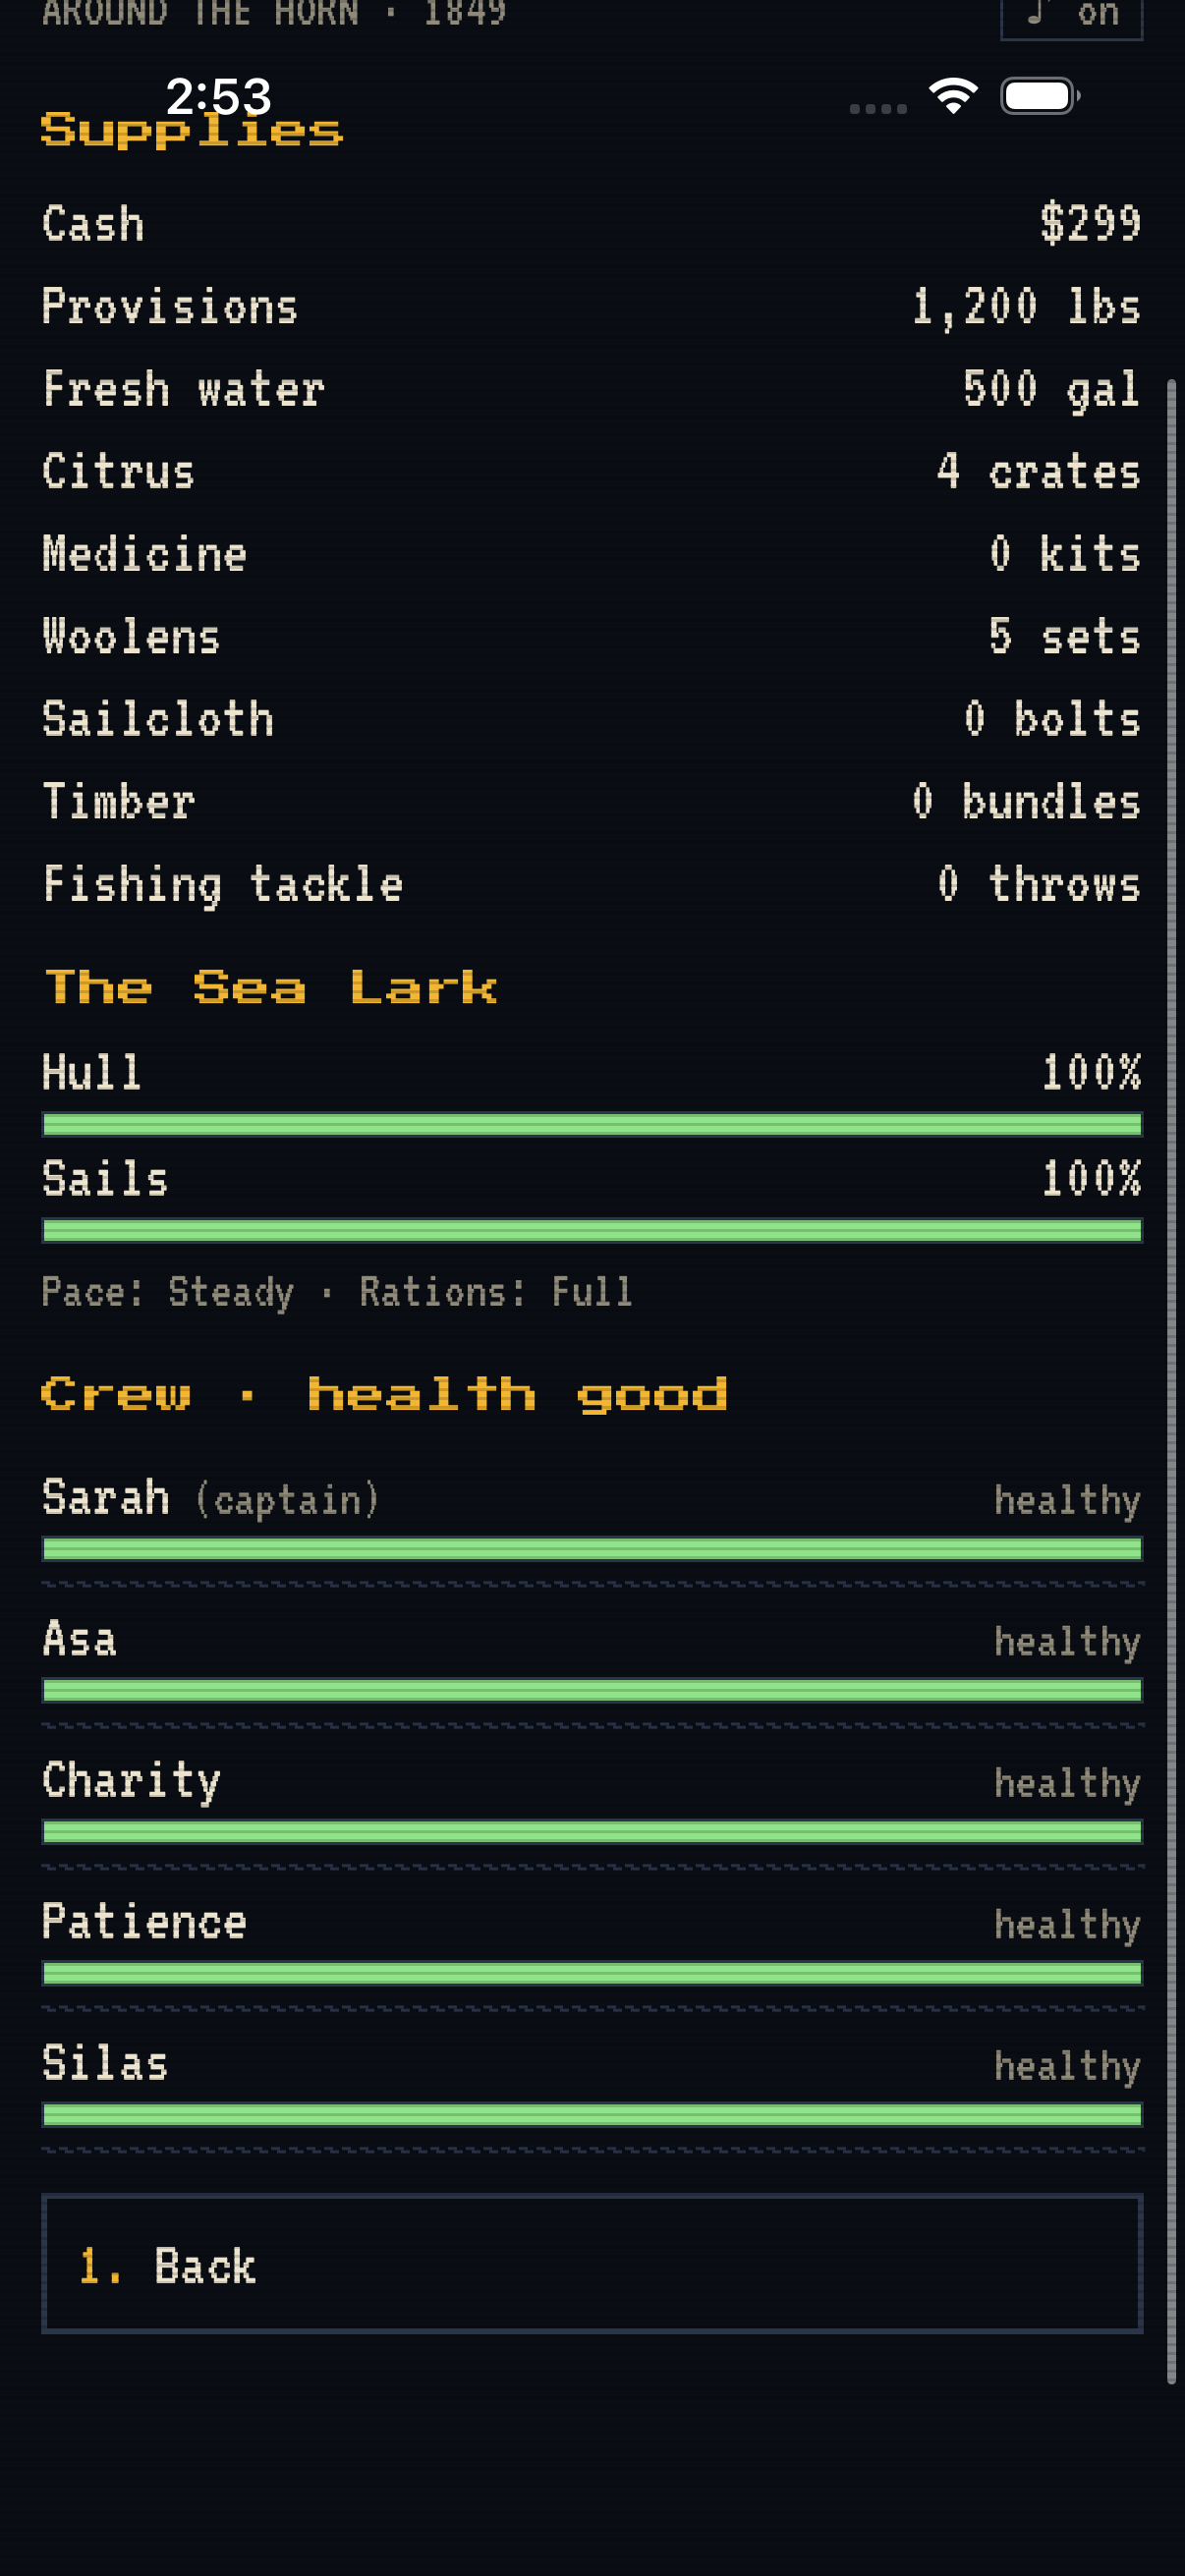 AROUND THE HORN · 1849
♪ on
2:53
Supplies
Cash $299
Provisions 1,200 lbs
Fresh water 500 gal
Citrus 4 crates
Medicine 0 kits
Woolens 5 sets
Sailcloth 0 bolts
Timber 0 bundles
Fishing tackle 0 throws
The Sea Lark
Hull 100%
Sails 100%
Pace: Steady · Rations: Full
Crew · health good
Sarah (captain) healthy
Asa healthy
Charity healthy
Patience healthy
Silas healthy
1. Back